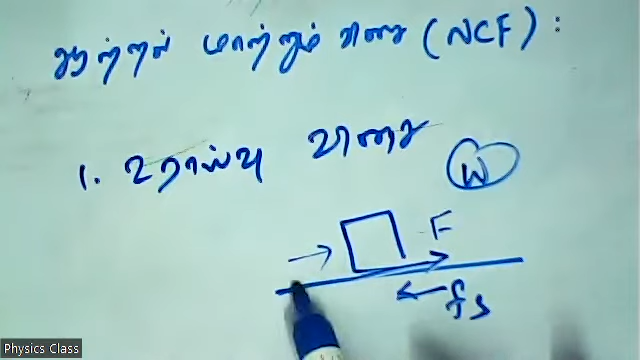 ஆற்றல் மாற்றும் விசை (NCF) :
1. உராய்வு விசை
W
F
fs
Physics Class